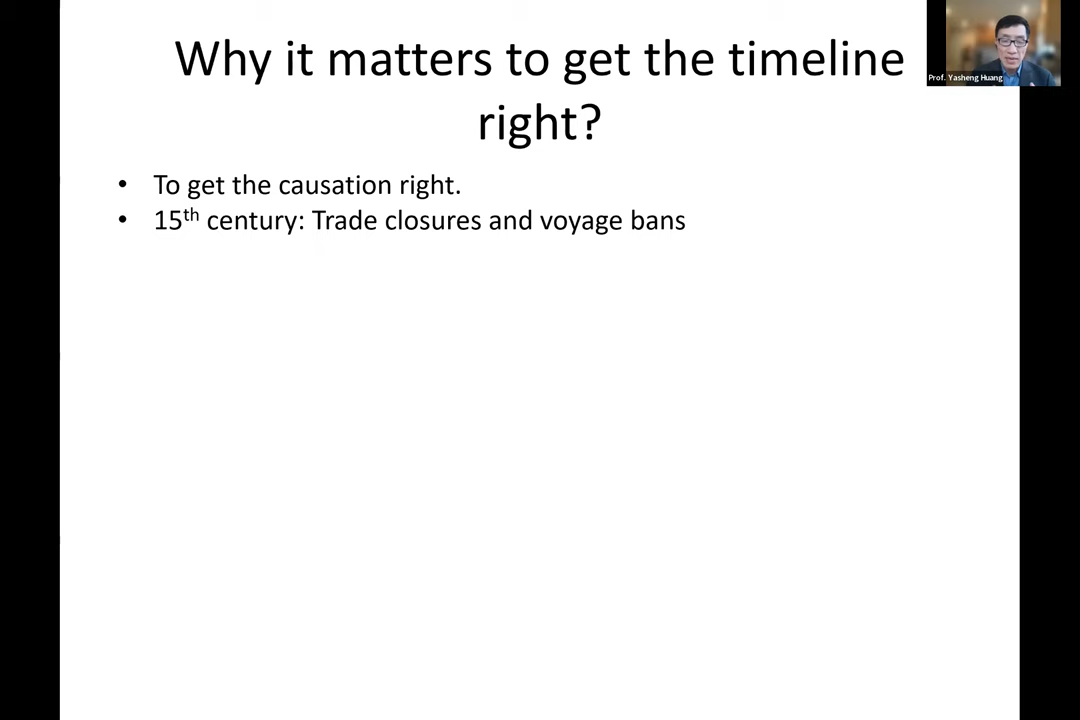 Why it matters to get the timeline
right?
Prof. Yasheng Huang
• To get the causation right.
• 15th century: Trade closures and voyage bans